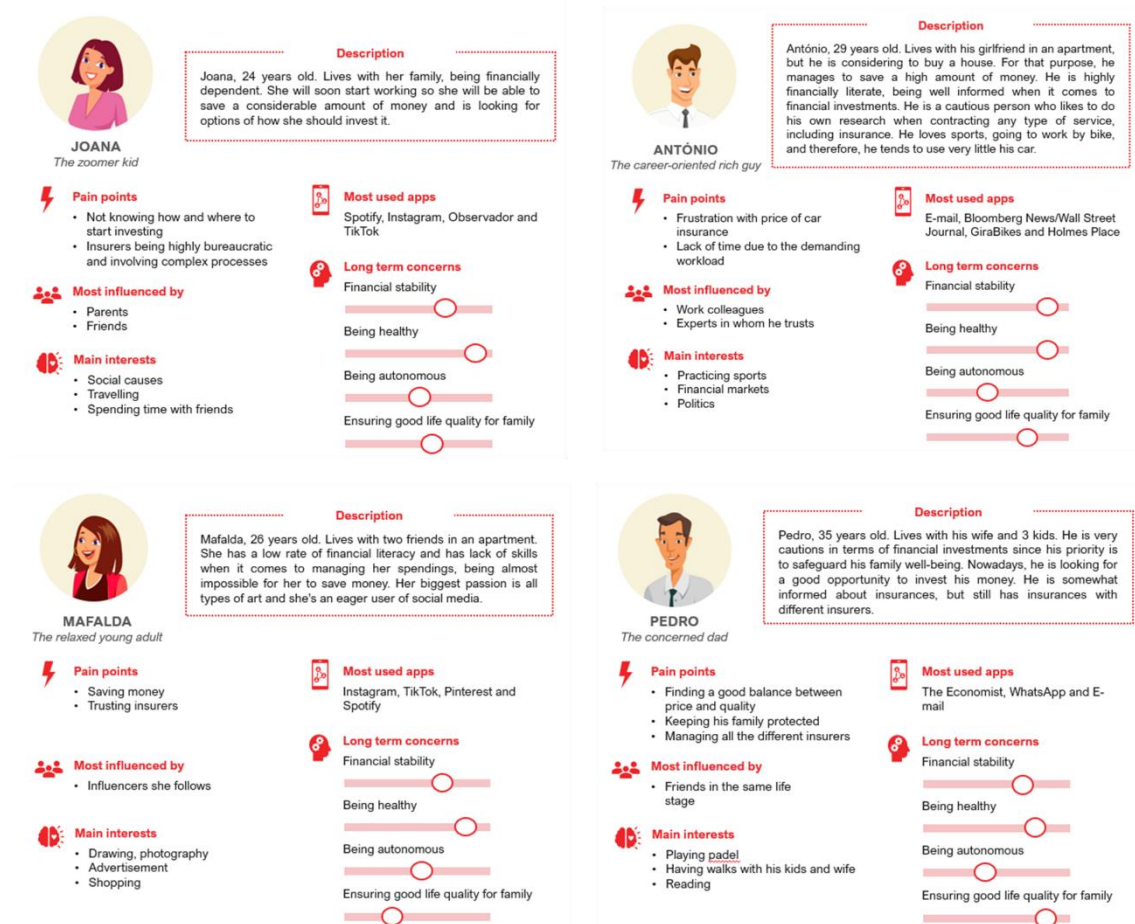 Description
Joana, 24 years old. Lives with her family, being financially
dependent. She will soon start working so she will be able to
save a considerable amount of money and is looking for
options of how she should invest it.
JOANA
The zoomer kid
Pain points
• Not knowing how and where to
start investing
• Insurers being highly bureaucratic
and involving complex processes
Most influenced by
• Parents
• Friends
Main interests
• Social causes
• Travelling
• Spending time with friends
Most used apps
Spotify, Instagram, Observador and
TikTok
Long term concerns
Financial stability
Being healthy
Being autonomous
Ensuring good life quality for family
Description
António, 29 years old. Lives with his girlfriend in an apartment,
but he is considering to buy a house. For that purpose, he
manages to save a high amount of money. He is highly
financially literate, being well informed when it comes to
financial investments. He is a cautious person who likes to do
his own research when contracting any type of service,
including insurance. He loves sports, going to work by bike,
and therefore, he tends to use very little his car.
ANTÓNIO
The career-oriented rich guy
Pain points
• Frustration with price of car
insurance
• Lack of time due to the demanding
workload
Most influenced by
• Work colleagues
• Experts in whom he trusts
Main interests
• Practicing sports
• Financial markets
• Politics
Most used apps
E-mail, Bloomberg News/Wall Street
Journal, GiraBikes and Holmes Place
Long term concerns
Financial stability
Being healthy
Being autonomous
Ensuring good life quality for family
Description
Mafalda, 26 years old. Lives with two friends in an apartment.
She has a low rate of financial literacy and has lack of skills
when it comes to managing her spendings, being almost
impossible for her to save money. Her biggest passion is all
types of art and she's an eager user of social media.
MAFALDA
The relaxed young adult
Pain points
• Saving money
• Trusting insurers
Most influenced by
• Influencers she follows
Main interests
• Drawing, photography
• Advertisement
• Shopping
Most used apps
Instagram, TikTok, Pinterest and
Spotify
Long term concerns
Financial stability
Being healthy
Being autonomous
Ensuring good life quality for family
Description
Pedro, 35 years old. Lives with his wife and 3 kids. He is very
cautions in terms of financial investments since his priority is
to safeguard his family well-being. Nowadays, he is looking for
a good opportunity to invest his money. He is somewhat
informed about insurances, but still has insurances with
different insurers.
PEDRO
The concerned dad
Pain points
• Finding a good balance between
price and quality
• Keeping his family protected
• Managing all the different insurers
Most influenced by
• Friends in the same life
stage
Main interests
• Playing padel
• Having walks with his kids and wife
• Reading
Most used apps
The Economist, WhatsApp and E-
mail
Long term concerns
Financial stability
Being healthy
Being autonomous
Ensuring good life quality for family